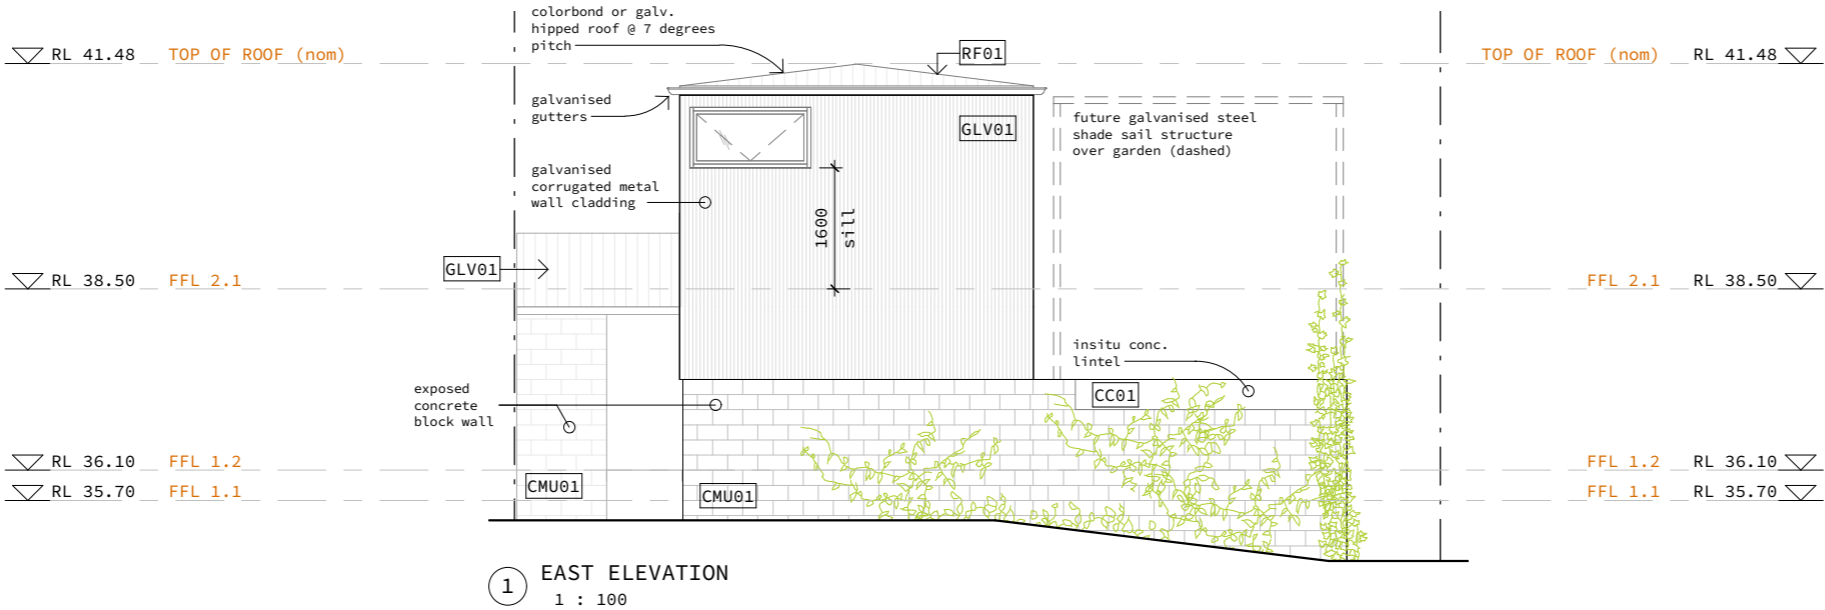 colorbond or galv.
hipped roof @ 7 degrees
pitch
RL 41.48 TOP OF ROOF (nom)
RF01
TOP OF ROOF (nom) RL 41.48
galvanised
gutters
GLV01
future galvanised steel
shade sail structure
over garden (dashed)
galvanised
corrugated metal
wall cladding
1600
sill
GLV01
RL 38.50 FFL 2.1
FFL 2.1 RL 38.50
insitu conc.
lintel
CC01
exposed
concrete
block wall
RL 36.10 FFL 1.2
FFL 1.2 RL 36.10
RL 35.70 FFL 1.1
CMU01
CMU01
FFL 1.1 RL 35.70
1 EAST ELEVATION
1 : 100